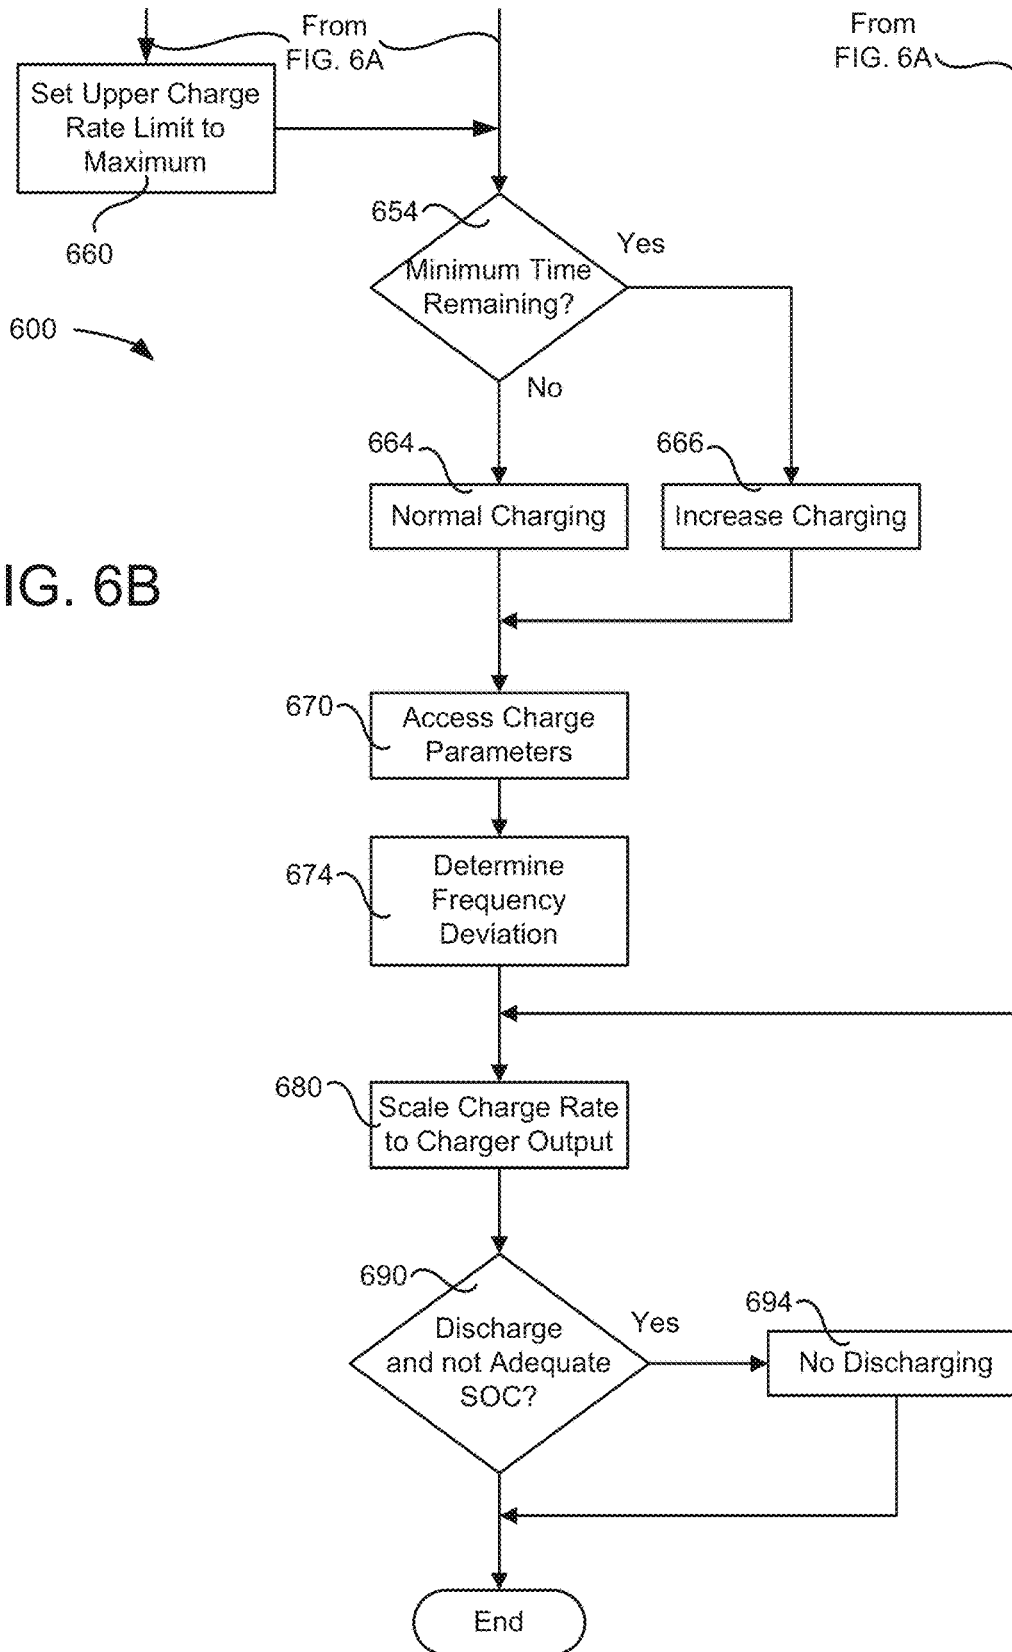 From
FIG. 6A
From
FIG. 6A
Set Upper Charge
Rate Limit to
Maximum
660
654
Minimum Time
Remaining?
Yes
No
600
664
Normal Charging
666
Increase Charging
IG. 6B
670
Access Charge
Parameters
674
Determine
Frequency
Deviation
680
Scale Charge Rate
to Charger Output
690
Discharge
and not Adequate
SOC?
Yes
694
No Discharging
End